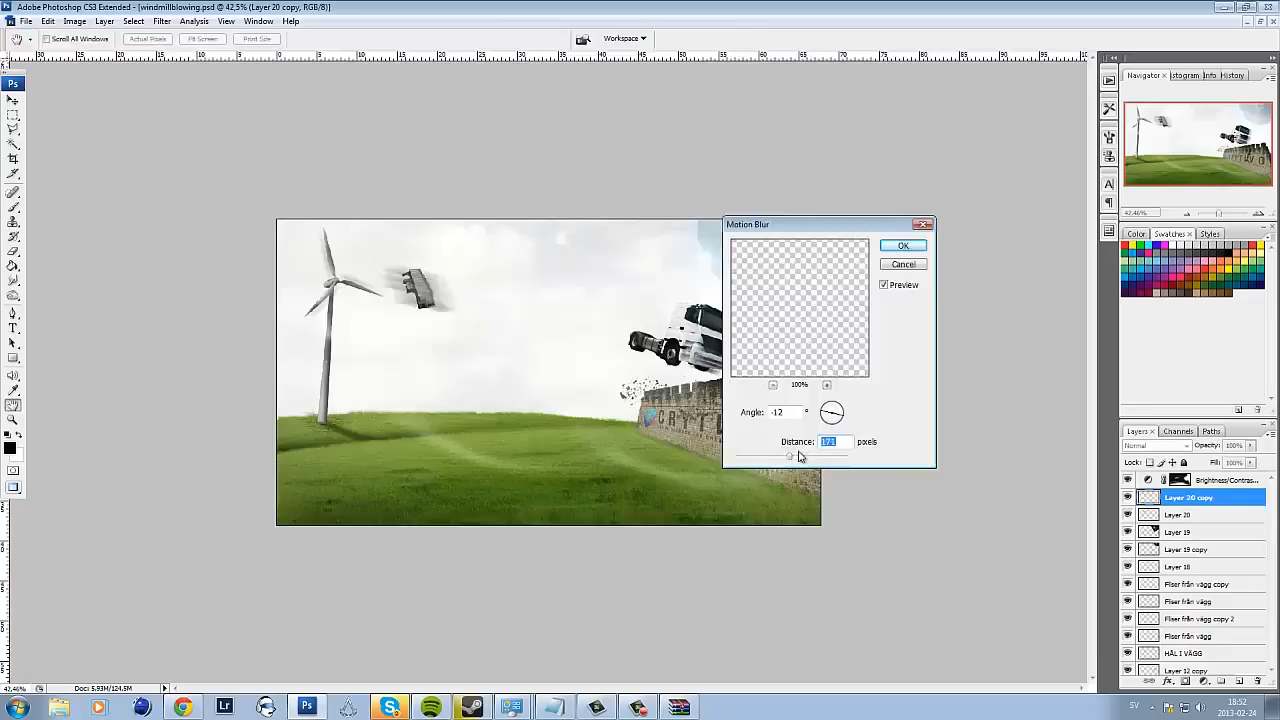 Adobe Photoshop CS3 Extended - [windmillblowing.psd @ 42,5% (Layer 20 copy, RGB/8)]
File Edit Image Layer Select Filter Analysis View Window Help
Scroll All Windows Actual Pixels Fit Screen Print Size Workspace
Ps
Navigator Histogram Info History
42,46%
Color Swatches Styles
Motion Blur
OK
Cancel
Preview
100%
Angle: -12 °
Distance: 171 pixels
CRYT
Layers Channels Paths
Normal Opacity: 100%
Lock: Fill: 100%
Brightness/Contras...
Layer 20 copy
Layer 20
Layer 19
Layer 19 copy
Layer 18
Fliser från vägg copy
Fliser från vägg
Fliser från vägg copy 2
Fliser från vägg
HÅL I VÄGG
Layer 12 copy
42,46% Doc: 5,93M/124,5M
Lr Ps
SV 18:52
2013-02-24